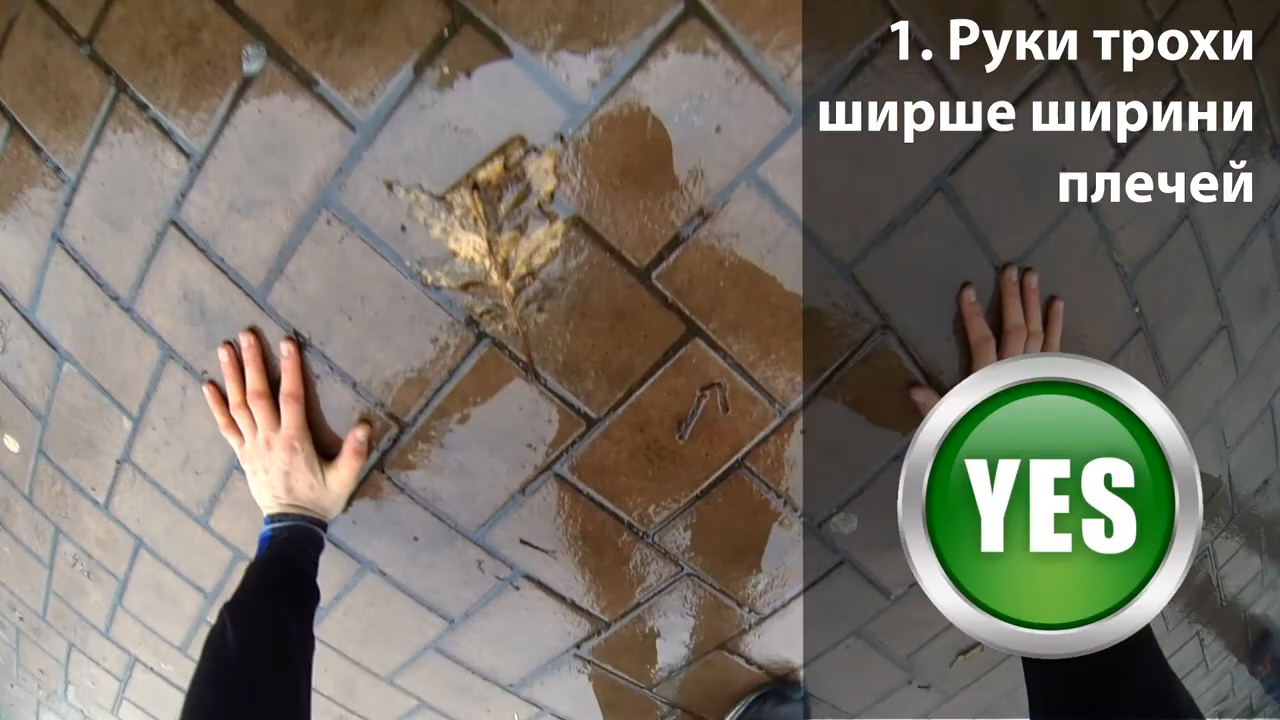 1. Руки трохи
ширше ширини
плечей
YES